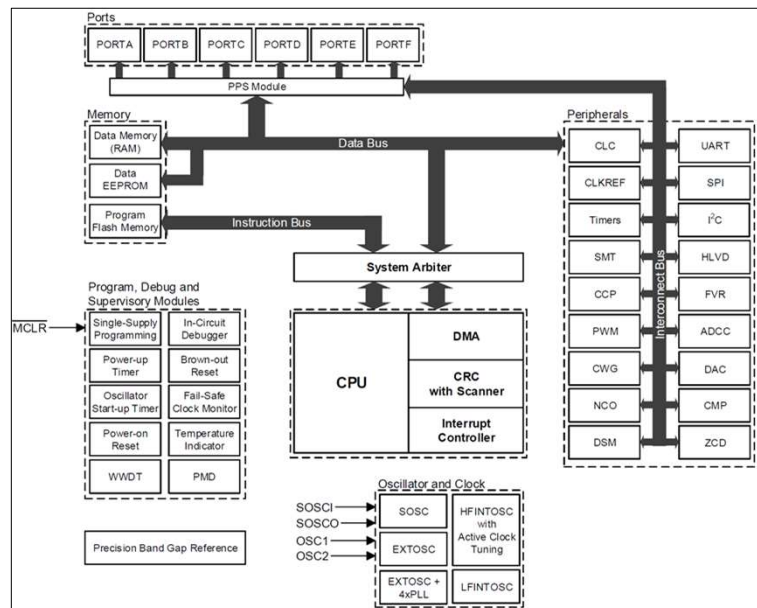 Ports
PORTA
PORTB
PORTC
PORTD
PORTE
PORTF
PPS Module
Memory
Data Memory
(RAM)
Data
EEPROM
Program
Flash Memory
Data Bus
Instruction Bus
System Arbiter
CPU
DMA
CRC
with Scanner
Interrupt
Controller
Peripherals
CLC
UART
CLKREF
SPI
Timers
I²C
SMT
HLVD
CCP
FVR
PWM
ADCC
CWG
DAC
NCO
CMP
DSM
ZCD
Interconnect Bus
Program, Debug and
Supervisory Modules
MCLR
Single-Supply
Programming
In-Circuit
Debugger
Power-up
Timer
Brown-out
Reset
Oscillator
Start-up Timer
Fail-Safe
Clock Monitor
Power-on
Reset
Temperature
Indicator
WWDT
PMD
Precision Band Gap Reference
Oscillator and Clock
SOSCI
SOSCO
OSC1
OSC2
SOSC
EXTOSC
EXTOSC +
4xPLL
HFINTOSC
with
Active Clock
Tuning
LFINTOSC